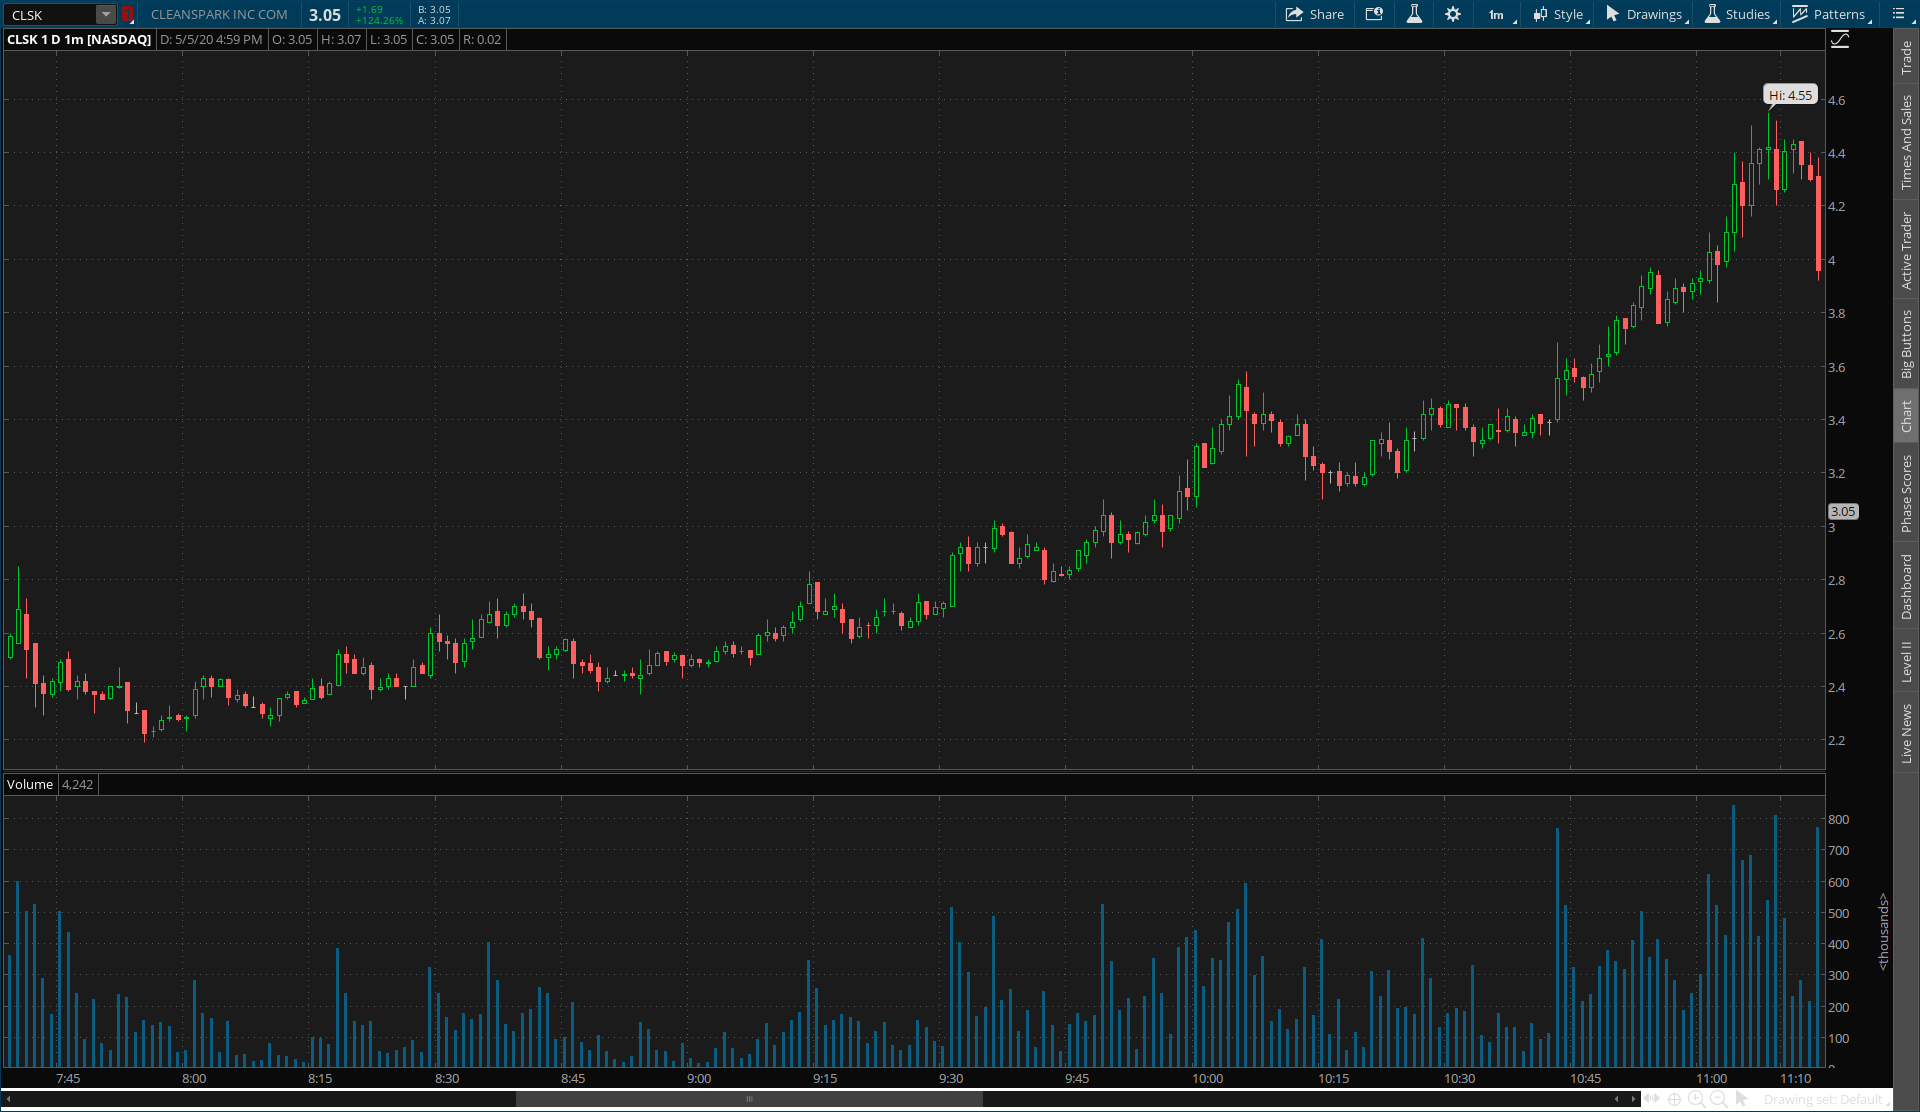 CLSK
1
CLEANSPARK INC COM
3.05
+1.69
+124.26%
B: 3.05
A: 3.07
Share
1m
Style
Drawings
Studies
Patterns
CLSK 1 D 1m [NASDAQ]
D: 5/5/20 4:59 PM
O: 3.05
H: 3.07
L: 3.05
C: 3.05
R: 0.02
Hi: 4.55
4.6
4.4
4.2
4
3.8
3.6
3.4
3.2
3.05
3
2.8
2.6
2.4
2.2
Trade
Times And Sales
Active Trader
Big Buttons
Chart
Phase Scores
Dashboard
Level II
Live News
Volume
4,242
800
700
600
500
400
300
200
100
0
<thousands>
7:45
8:00
8:15
8:30
8:45
9:00
9:15
9:30
9:45
10:00
10:15
10:30
10:45
11:00
11:10
Drawing set: Default